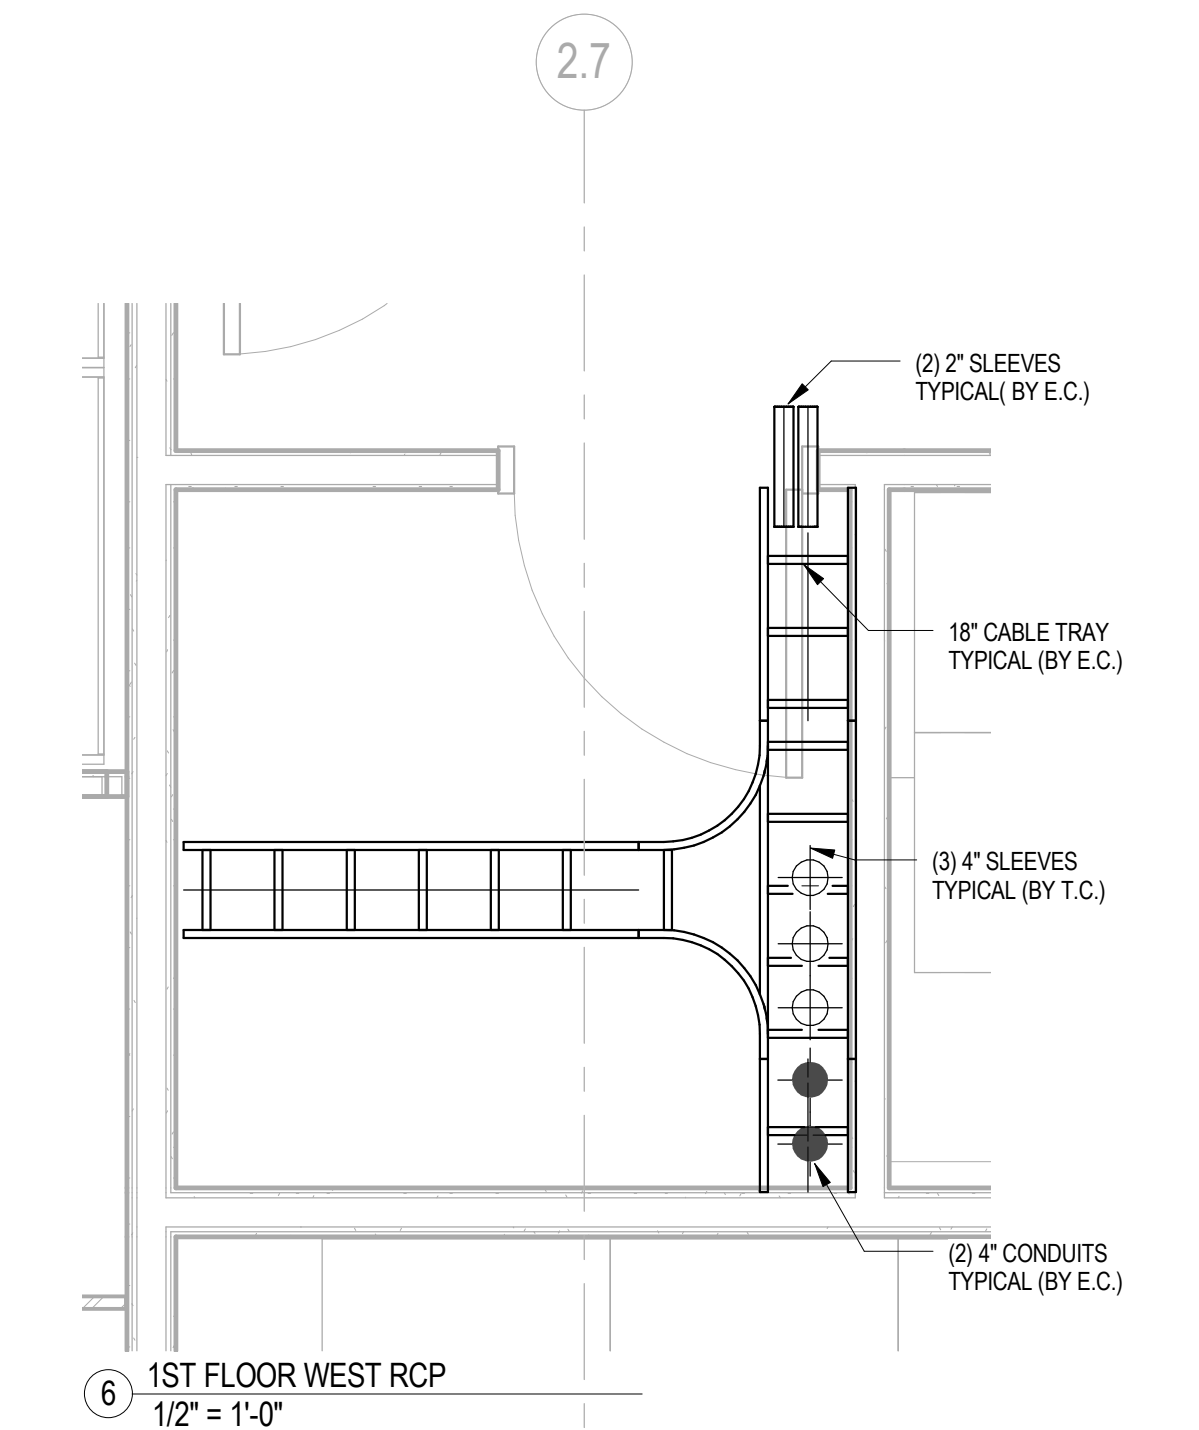 2.7
(2) 2" SLEEVES
TYPICAL( BY E.C.)
18" CABLE TRAY
TYPICAL (BY E.C.)
(3) 4" SLEEVES
TYPICAL (BY T.C.)
(2) 4" CONDUITS
TYPICAL (BY E.C.)
6
1ST FLOOR WEST RCP
1/2" = 1'-0"